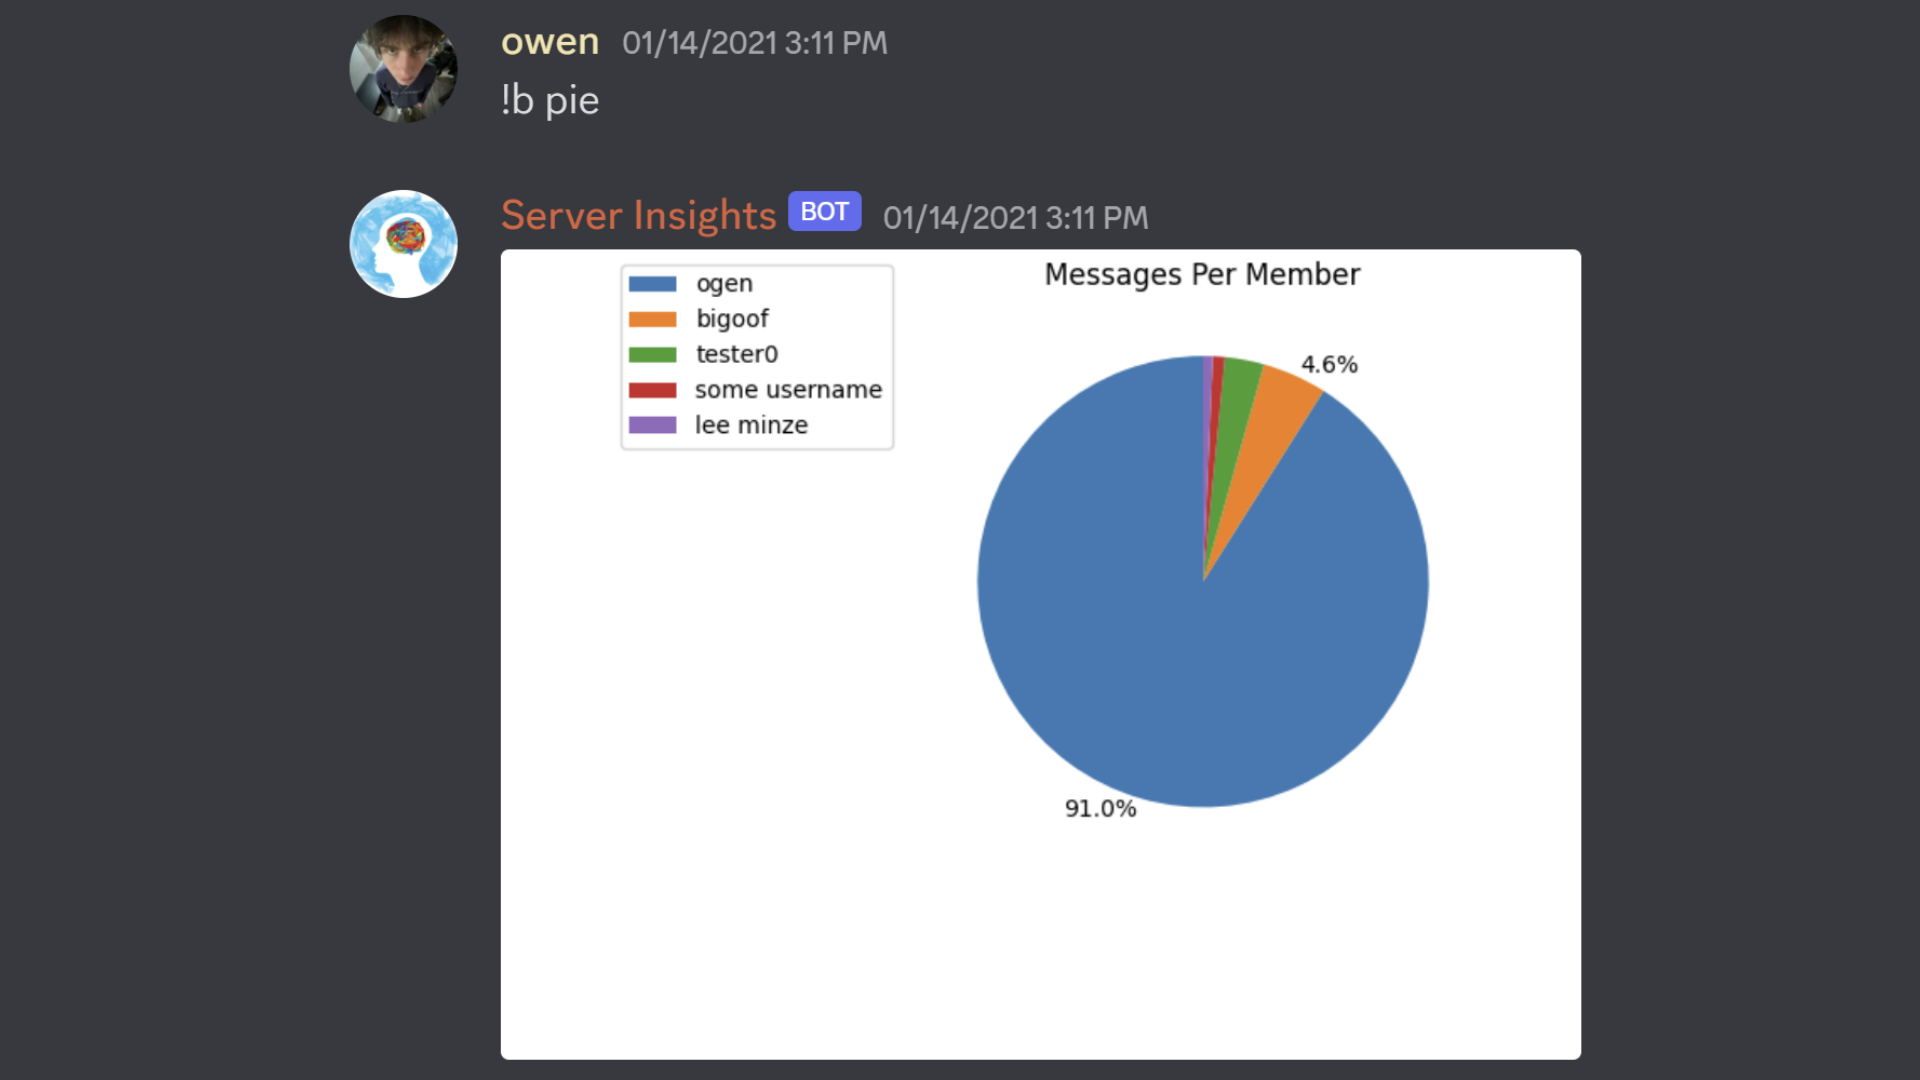 owen 01/14/2021 3:11 PM
!b pie
Server Insights BOT 01/14/2021 3:11 PM
Messages Per Member
ogen
bigoof
tester0
some username
lee minze
4.6%
91.0%